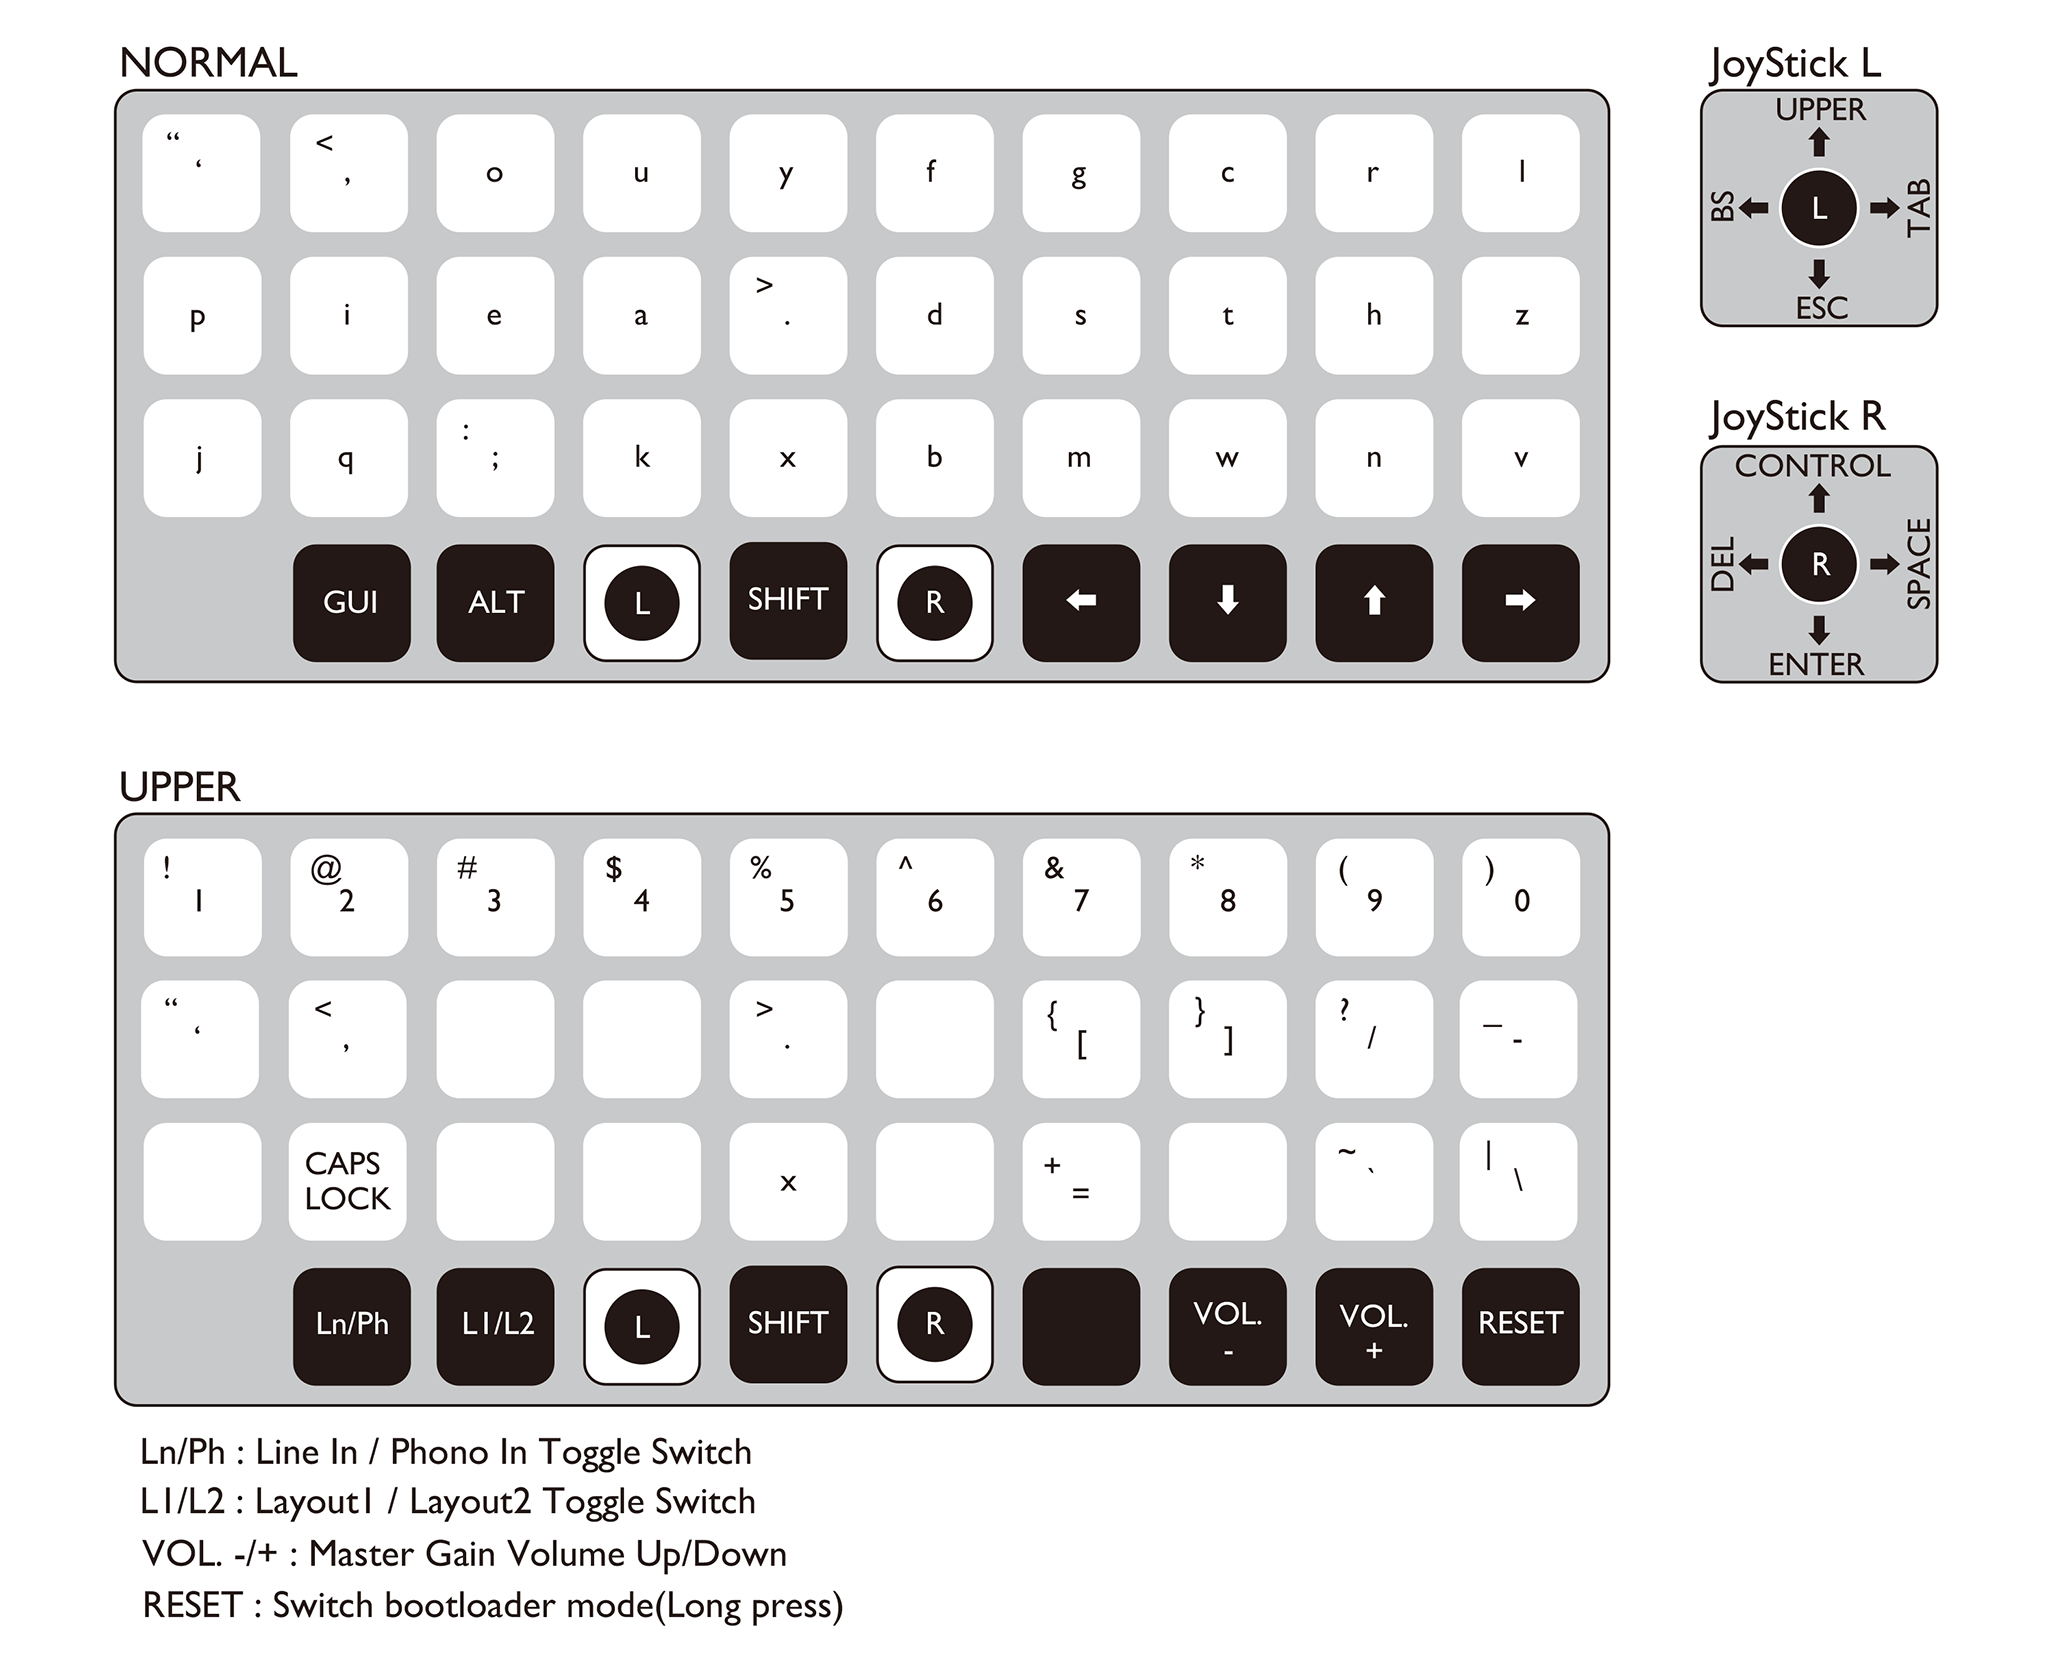 NORMAL
JoyStick L
“ ‘ < , o u y f g c r l
UPPER
BS L TAB
ESC
p i e a > . d s t h z
JoyStick R
j q : ; k x b m w n v
CONTROL
DEL R SPACE
ENTER
GUI ALT L SHIFT R
UPPER
! 1 @ 2 # 3 $ 4 % 5 ^ 6 & 7 * 8 ( 9 ) 0
“ ‘ < , > . { [ } ] ? / _ -
CAPS
LOCK
x + = ~ ` | \
Ln/Ph L1/L2 L SHIFT R VOL. - VOL. + RESET
Ln/Ph : Line In / Phono In Toggle Switch
L1/L2 : Layout1 / Layout2 Toggle Switch
VOL. -/+ : Master Gain Volume Up/Down
RESET : Switch bootloader mode(Long press)